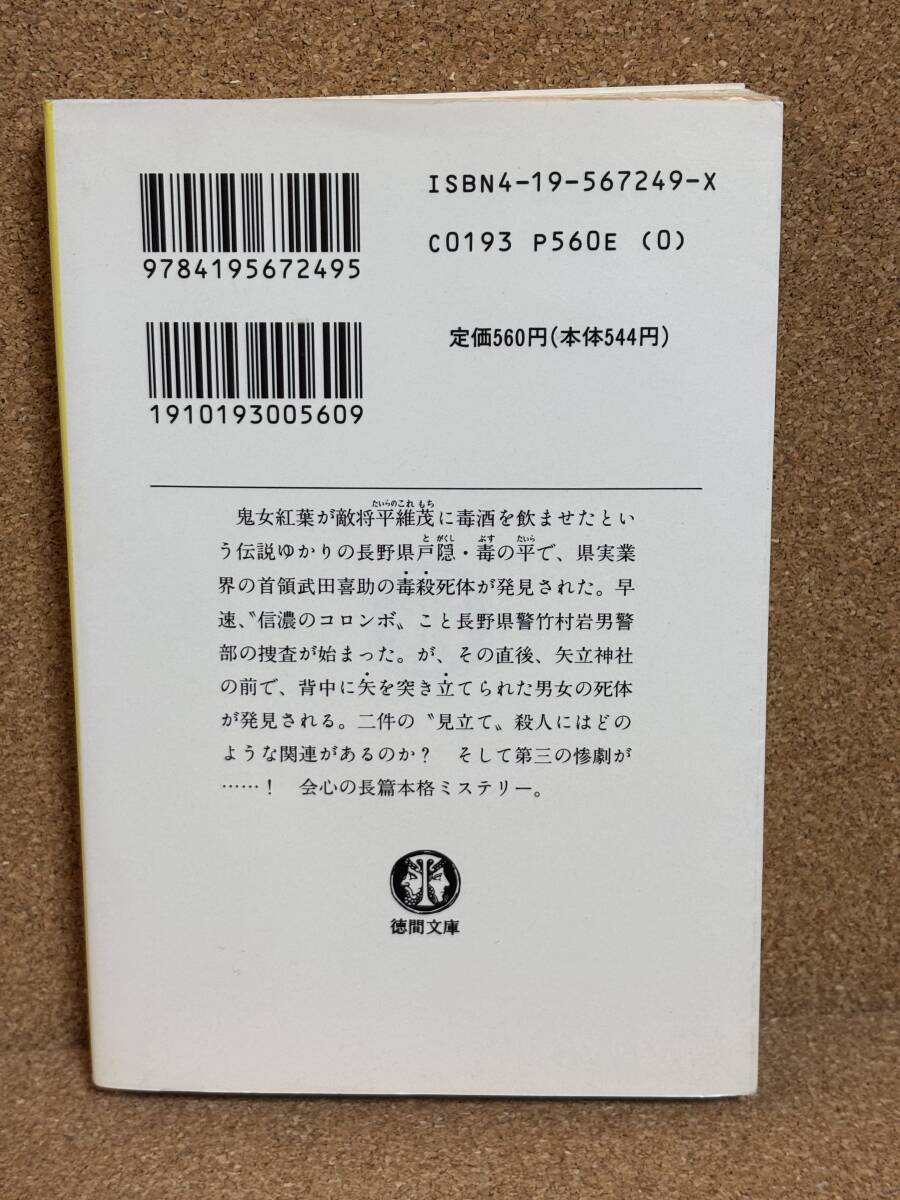 ISBN4-19-567249-X
9784195672495
C0193 P560E (0)
定価560円(本体544円)
1910193005609
鬼女紅葉が敵将平維茂に毒酒を飲ませたとい
う伝説ゆかりの長野県戸隠・毒の平で、県実業
界の首領武田喜助の毒殺死体が発見された。早
速、〝信濃のコロンボ〟こと長野県警竹村岩男警
部の捜査が始まった。が、その直後、矢立神社
の前で、背中に矢を突き立てられた男女の死体
が発見される。二件の〝見立て〟殺人にはどの
ような関連があるのか?　そして第三の惨劇が
……!　会心の長篇本格ミステリー。
徳間文庫